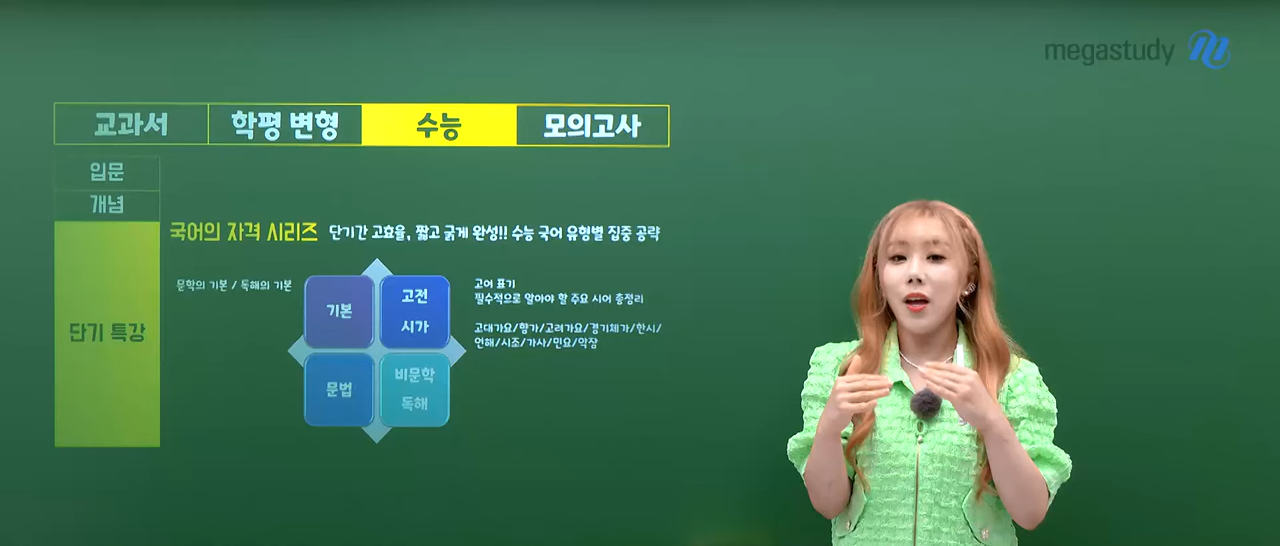 megastudy
교과서 학평 변형 수능 모의고사
입문
개념
단기 특강
국어의 자격 시리즈 단기간 고효율, 짧고 굵게 완성!! 수능 국어 유형별 집중 공략
문학의 기본 / 독해의 기본
기본
고전
시가
문법
비문학
독해
고어 표기
필수적으로 알아야 할 주요 시어 총정리
고대가요/향가/고려가요/경기체가/한시/
언해/시조/가사/민요/악장